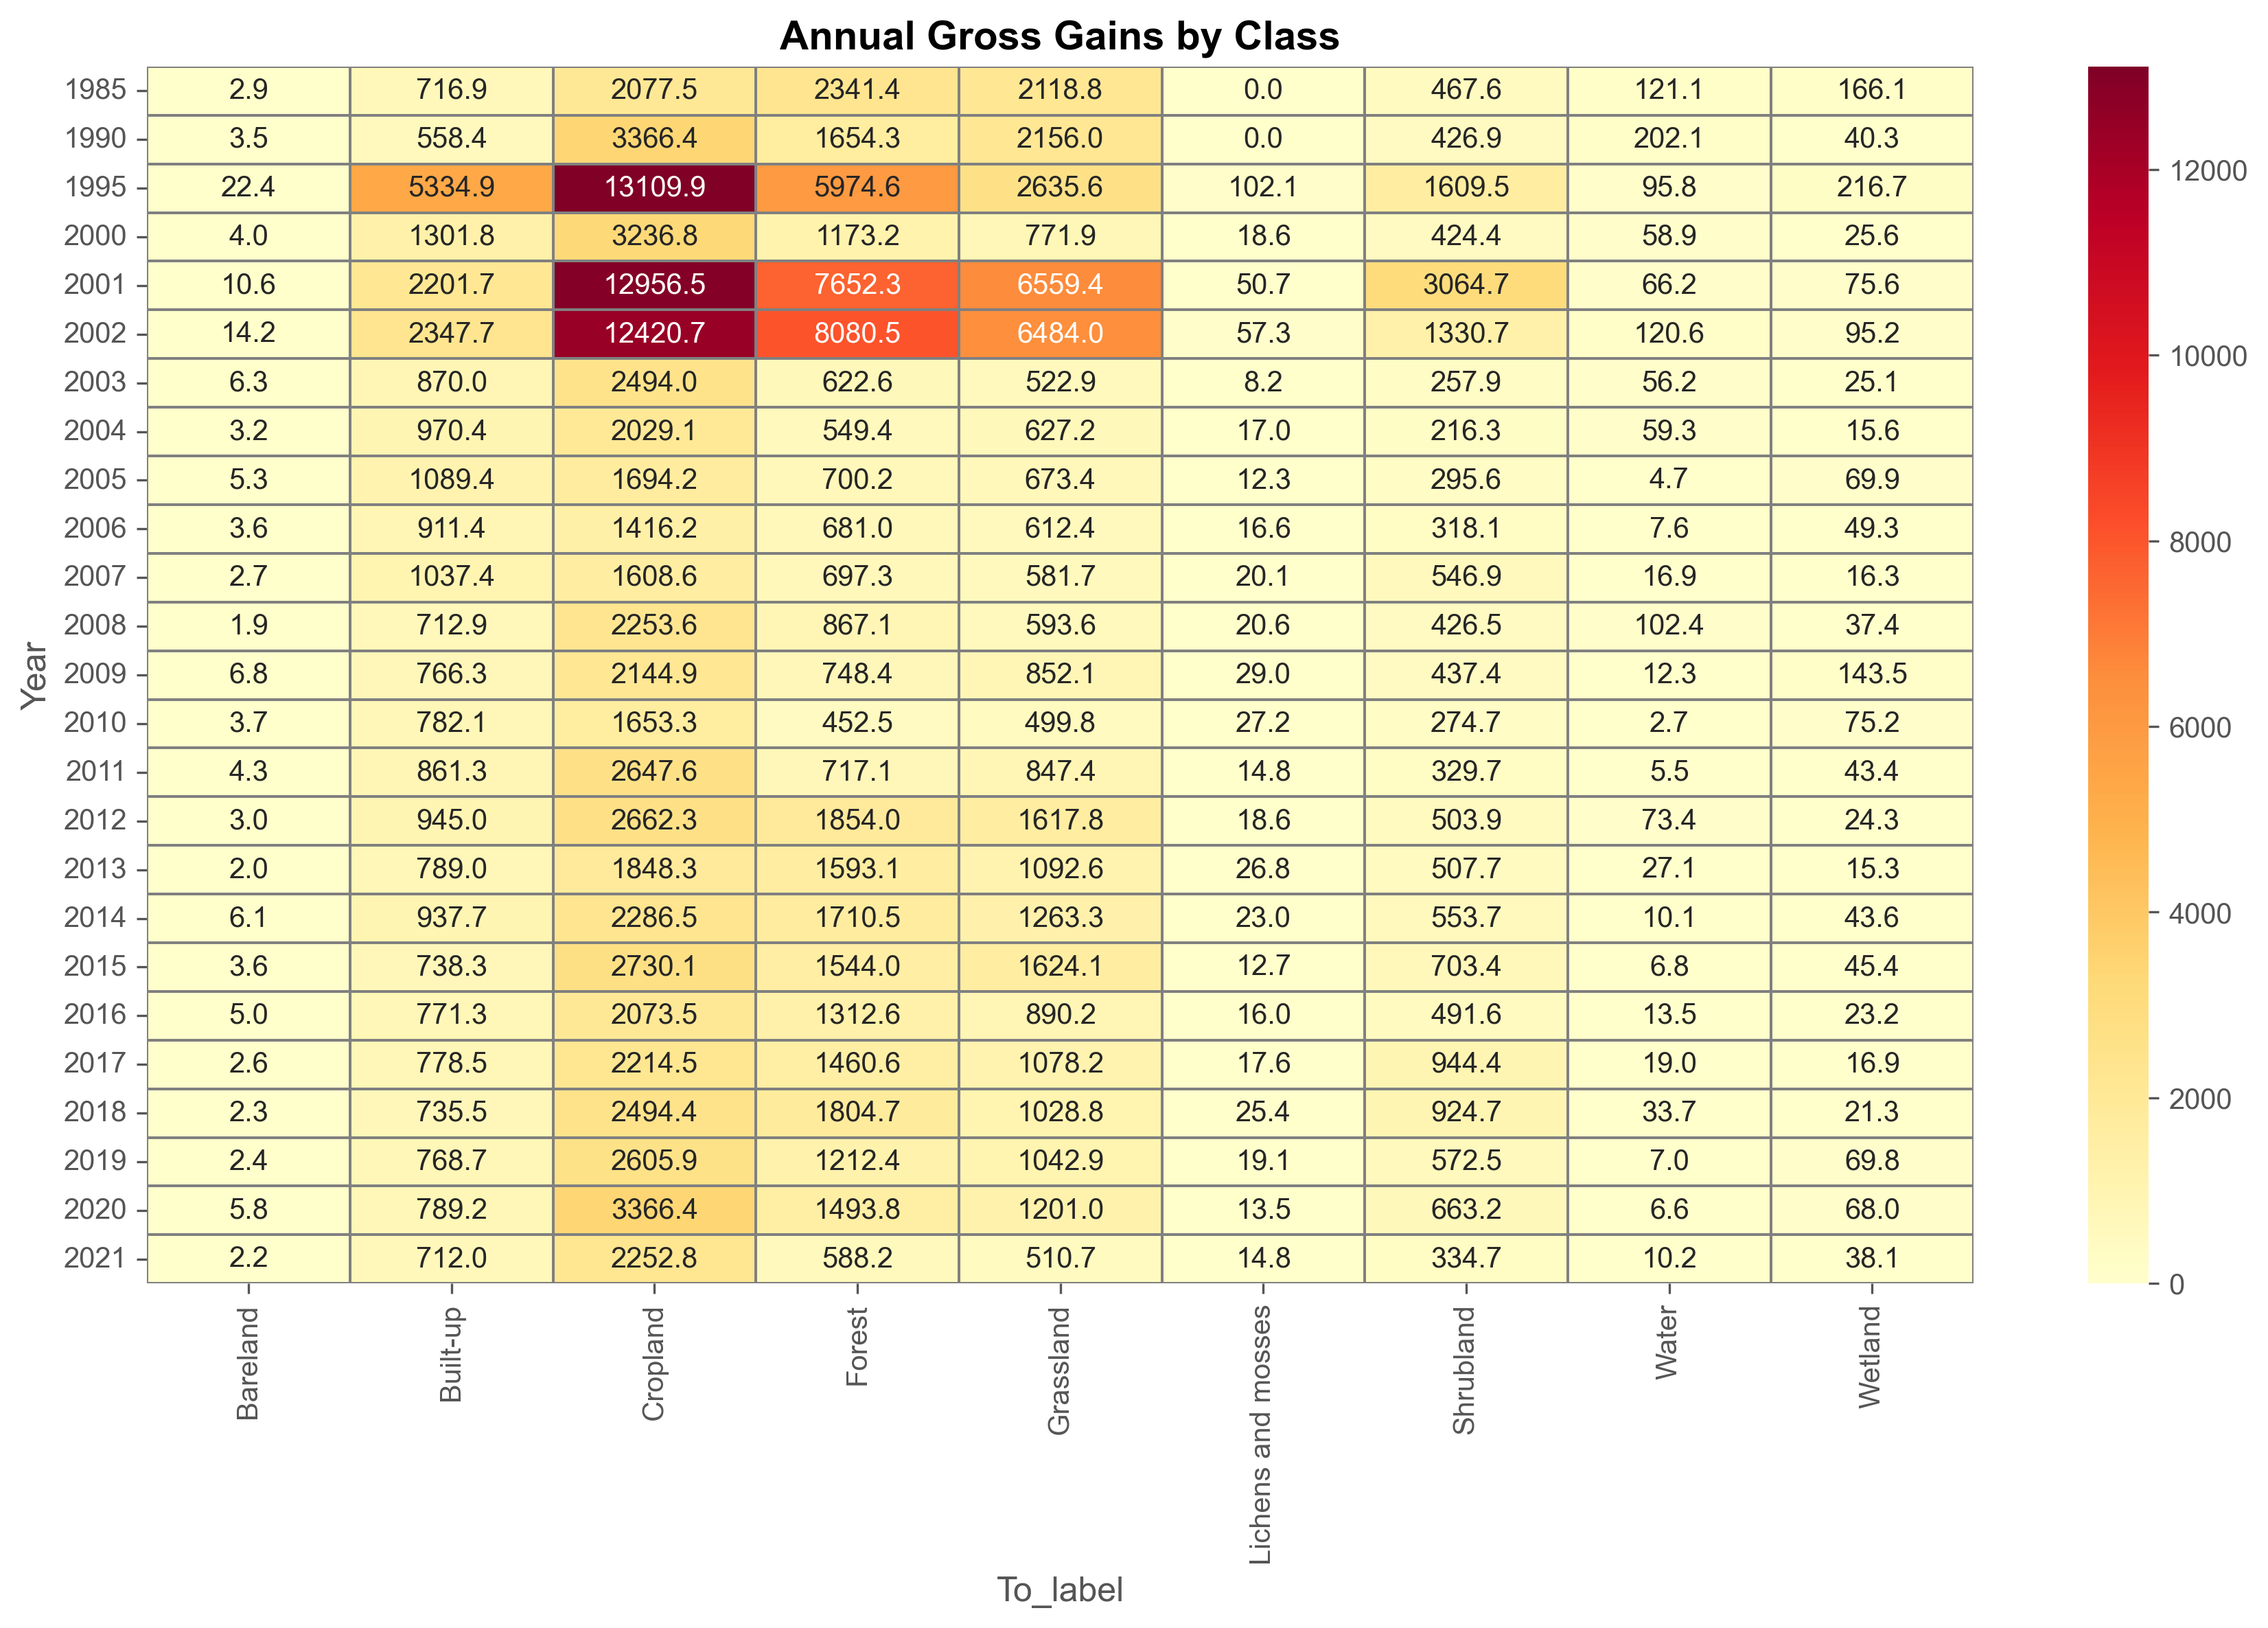 Annual Gross Gains by Class
1985 2.9 716.9 2077.5 2341.4 2118.8 0.0 467.6 121.1 166.1
1990 3.5 558.4 3366.4 1654.3 2156.0 0.0 426.9 202.1 40.3
1995 22.4 5334.9 13109.9 5974.6 2635.6 102.1 1609.5 95.8 216.7
2000 4.0 1301.8 3236.8 1173.2 771.9 18.6 424.4 58.9 25.6
2001 10.6 2201.7 12956.5 7652.3 6559.4 50.7 3064.7 66.2 75.6
2002 14.2 2347.7 12420.7 8080.5 6484.0 57.3 1330.7 120.6 95.2
2003 6.3 870.0 2494.0 622.6 522.9 8.2 257.9 56.2 25.1
2004 3.2 970.4 2029.1 549.4 627.2 17.0 216.3 59.3 15.6
2005 5.3 1089.4 1694.2 700.2 673.4 12.3 295.6 4.7 69.9
2006 3.6 911.4 1416.2 681.0 612.4 16.6 318.1 7.6 49.3
2007 2.7 1037.4 1608.6 697.3 581.7 20.1 546.9 16.9 16.3
2008 1.9 712.9 2253.6 867.1 593.6 20.6 426.5 102.4 37.4
2009 6.8 766.3 2144.9 748.4 852.1 29.0 437.4 12.3 143.5
2010 3.7 782.1 1653.3 452.5 499.8 27.2 274.7 2.7 75.2
2011 4.3 861.3 2647.6 717.1 847.4 14.8 329.7 5.5 43.4
2012 3.0 945.0 2662.3 1854.0 1617.8 18.6 503.9 73.4 24.3
2013 2.0 789.0 1848.3 1593.1 1092.6 26.8 507.7 27.1 15.3
2014 6.1 937.7 2286.5 1710.5 1263.3 23.0 553.7 10.1 43.6
2015 3.6 738.3 2730.1 1544.0 1624.1 12.7 703.4 6.8 45.4
2016 5.0 771.3 2073.5 1312.6 890.2 16.0 491.6 13.5 23.2
2017 2.6 778.5 2214.5 1460.6 1078.2 17.6 944.4 19.0 16.9
2018 2.3 735.5 2494.4 1804.7 1028.8 25.4 924.7 33.7 21.3
2019 2.4 768.7 2605.9 1212.4 1042.9 19.1 572.5 7.0 69.8
2020 5.8 789.2 3366.4 1493.8 1201.0 13.5 663.2 6.6 68.0
2021 2.2 712.0 2252.8 588.2 510.7 14.8 334.7 10.2 38.1
Year
Bareland
Built-up
Cropland
Forest
Grassland
Lichens and mosses
Shrubland
Water
Wetland
To_label
12000
10000
8000
6000
4000
2000
0